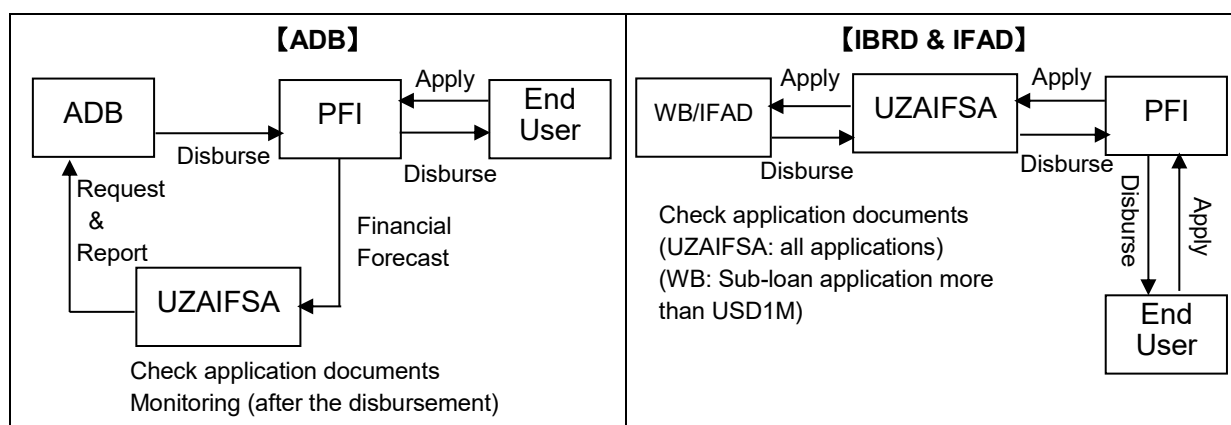 【ADB】
ADB
Disburse
PFI
Apply
Disburse
End
User
Request
&
Report
Financial
Forecast
UZAIFSA
Check application documents
Monitoring (after the disbursement)
【IBRD & IFAD】
WB/IFAD
Apply
Disburse
UZAIFSA
Apply
Disburse
PFI
Disburse
Apply
End
User
Check application documents
(UZAIFSA: all applications)
(WB: Sub-loan application more
than USD1M)